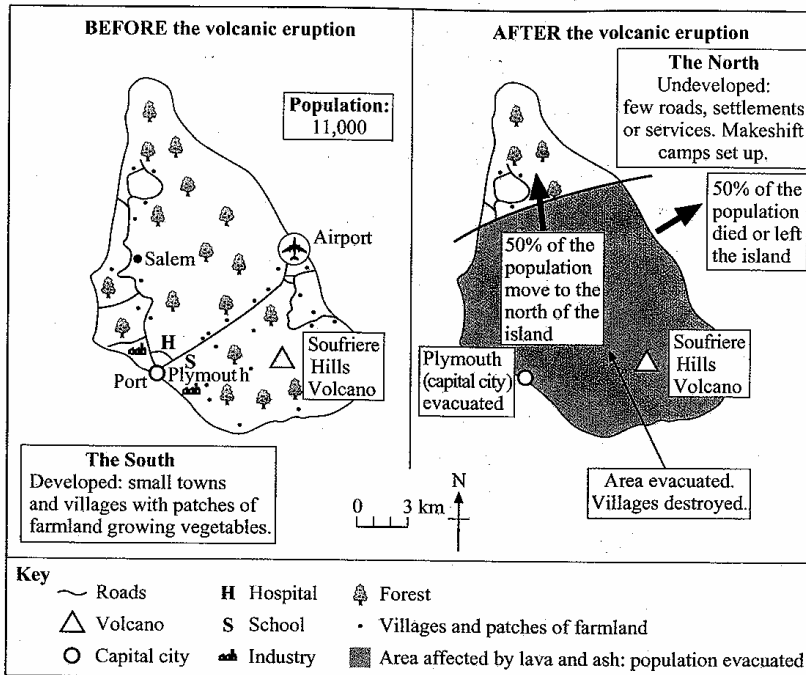 BEFORE the volcanic eruption
Population:
11,000
Airport
Salem
H
S
Port
Plymouth
Soufriere
Hills
Volcano
The South
Developed: small towns
and villages with patches of
farmland growing vegetables.
AFTER the volcanic eruption
The North
Undeveloped:
few roads, settlements
or services. Makeshift
camps set up.
50% of the
population
died or left
the island
50% of the
population
move to the
north of the
island
Plymouth
(capital city)
evacuated
Soufriere
Hills
Volcano
Area evacuated.
Villages destroyed.
0 3 km
N
Key
Roads
H Hospital
Forest
Volcano
S School
Villages and patches of farmland
Capital city
Industry
Area affected by lava and ash: population evacuated